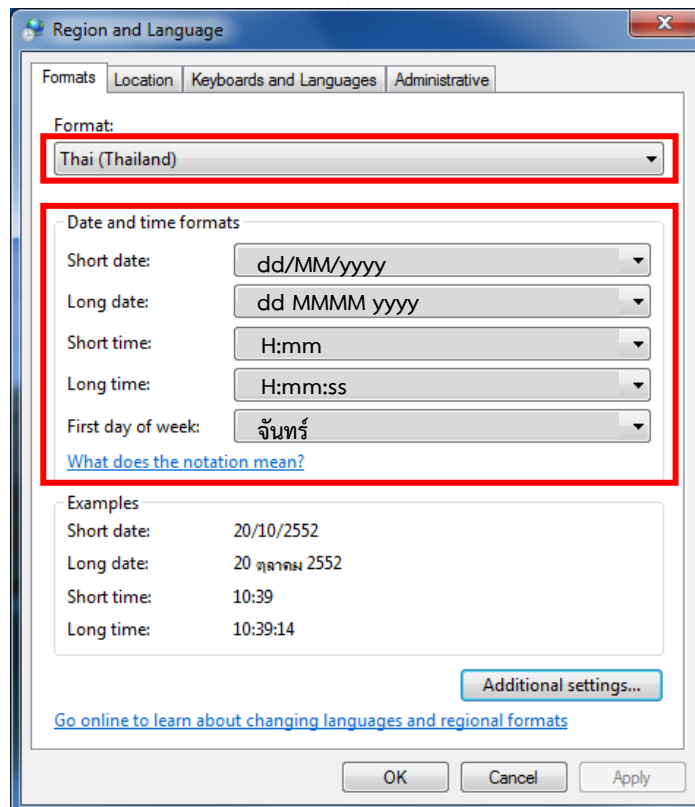 Region and Language
Formats Location Keyboards and Languages Administrative
Format:
Thai (Thailand)
Date and time formats
Short date: dd/MM/yyyy
Long date: dd MMMM yyyy
Short time: H:mm
Long time: H:mm:ss
First day of week: จันทร์
What does the notation mean?
Examples
Short date: 20/10/2552
Long date: 20 ตุลาคม 2552
Short time: 10:39
Long time: 10:39:14
Additional settings...
Go online to learn about changing languages and regional formats
OK Cancel Apply